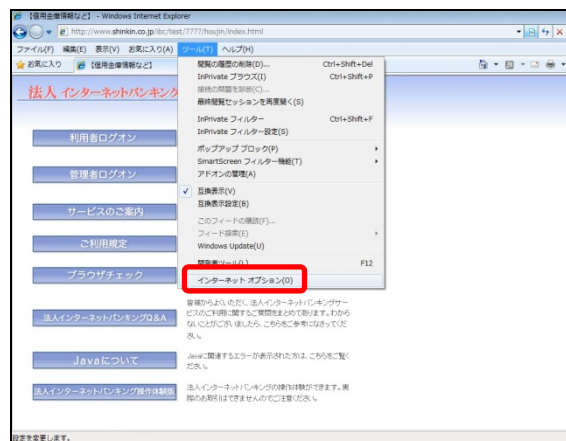 【信用金庫情報など】 - Windows Internet Explorer
http://www.shinkin.co.jp/ibc/test/7777/houjin/index.html
ファイル(F) 編集(E) 表示(V) お気に入り(A) ツール(T) ヘルプ(H)
お気に入り 【信用金庫情報など】
閲覧の履歴の削除(D)... Ctrl+Shift+Del
InPrivate ブラウズ(I) Ctrl+Shift+P
接続の問題を診断(C)...
最終閲覧セッションを再度開く(S)
InPrivate フィルター Ctrl+Shift+F
InPrivate フィルター設定(S)
ポップアップ ブロック(P)
SmartScreen フィルター機能(T)
アドオンの管理(A)
互換表示(V)
互換表示設定(B)
このフィードの購読(F)...
フィード探索(E)
Windows Update(U)
開発者ツール(L) F12
インターネット オプション(O)
法人 インターネットバンキング
利用者ログオン
管理者ログオン
サービスのご案内
ご利用規定
ブラウザチェック
法人インターネットバンキングQ&A
皆様からよくいただく、法人インターネットバンキングサー
ビスのご利用に関するご質問をまとめております。わから
ないことがございましたら、こちらをご参考になさってくだ
さい。
Javaについて
Javaに関連するエラーが表示された方は、こちらをご覧く
ださい。
法人インターネットバンキング操作体験版
法人インターネットバンキングの操作体験ができます。実
際のお取引はできませんのでご注意ください。
設定を変更します。